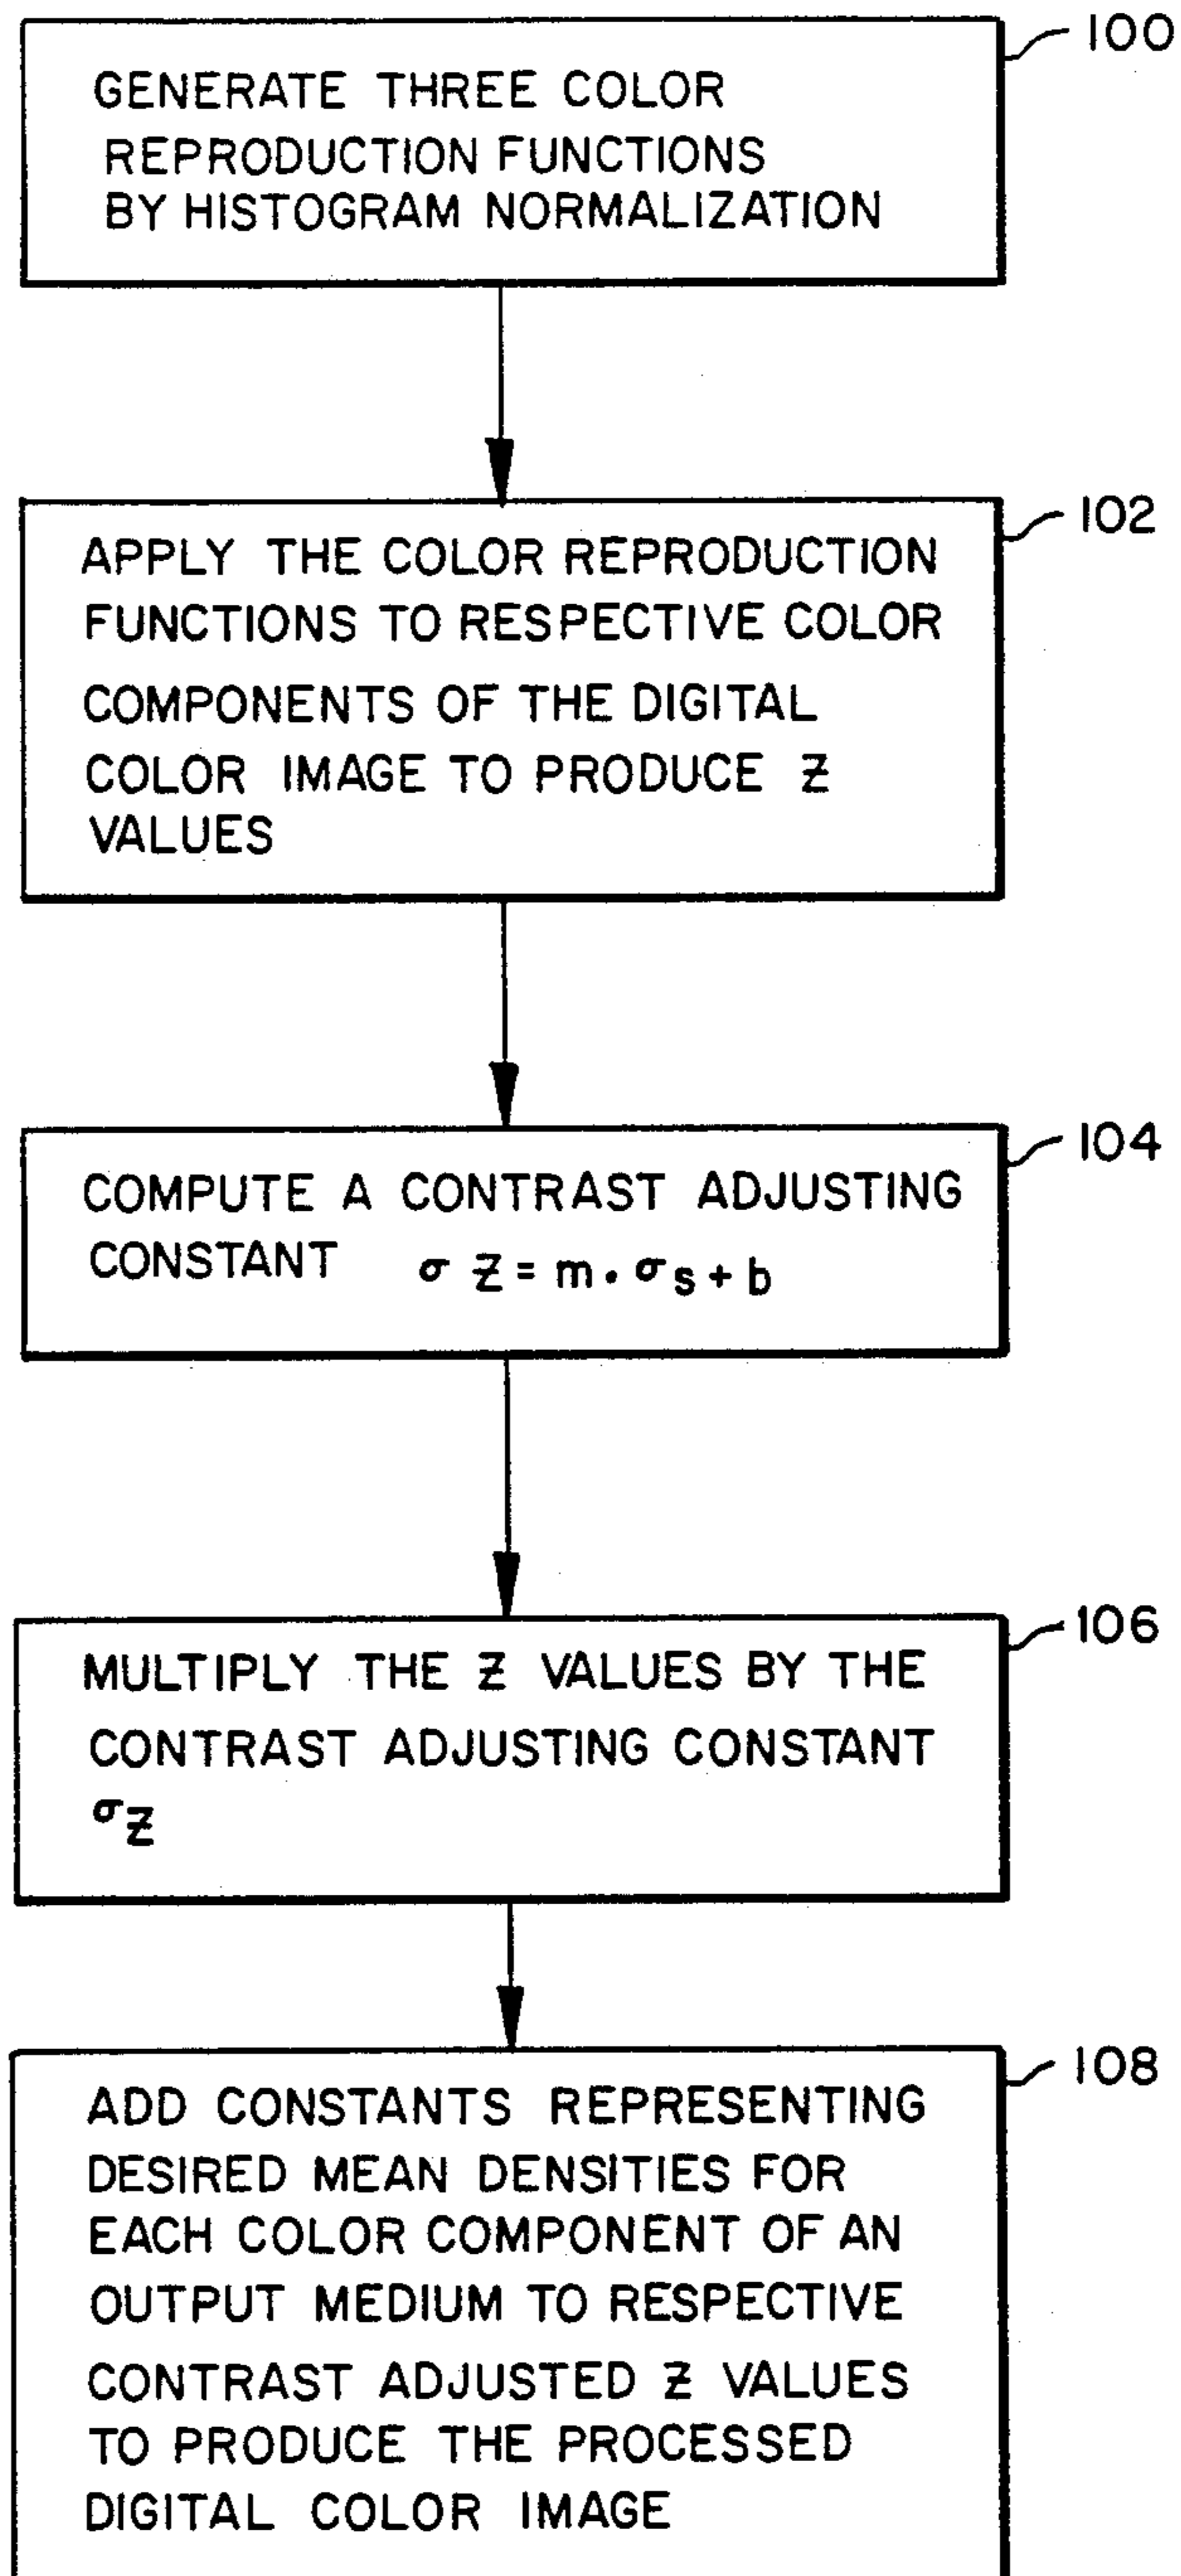 100
GENERATE THREE COLOR
REPRODUCTION FUNCTIONS
BY HISTOGRAM NORMALIZATION
102
APPLY THE COLOR REPRODUCTION
FUNCTIONS TO RESPECTIVE COLOR
COMPONENTS OF THE DIGITAL
COLOR IMAGE TO PRODUCE Z
VALUES
104
COMPUTE A CONTRAST ADJUSTING
CONSTANT σ Z = m · σs + b
106
MULTIPLY THE Z VALUES BY THE
CONTRAST ADJUSTING CONSTANT
σZ
108
ADD CONSTANTS REPRESENTING
DESIRED MEAN DENSITIES FOR
EACH COLOR COMPONENT OF AN
OUTPUT MEDIUM TO RESPECTIVE
CONTRAST ADJUSTED Z VALUES
TO PRODUCE THE PROCESSED
DIGITAL COLOR IMAGE